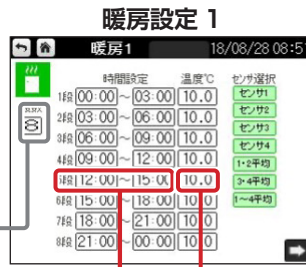 暖房設定 1
暖房1 18/08/28 08:51
時間設定 温度℃ センサ選択
1段 00:00 ~ 03:00 10.0 センサ1
2段 03:00 ~ 06:00 10.0 センサ2
3段 06:00 ~ 09:00 10.0 センサ3
4段 09:00 ~ 12:00 10.0 センサ4
5段 12:00 ~ 15:00 10.0 1・2平均
6段 15:00 ~ 18:00 10.0 3・4平均
7段 18:00 ~ 21:00 10.0 1~4平均
8段 21:00 ~ 00:00 10.0
8